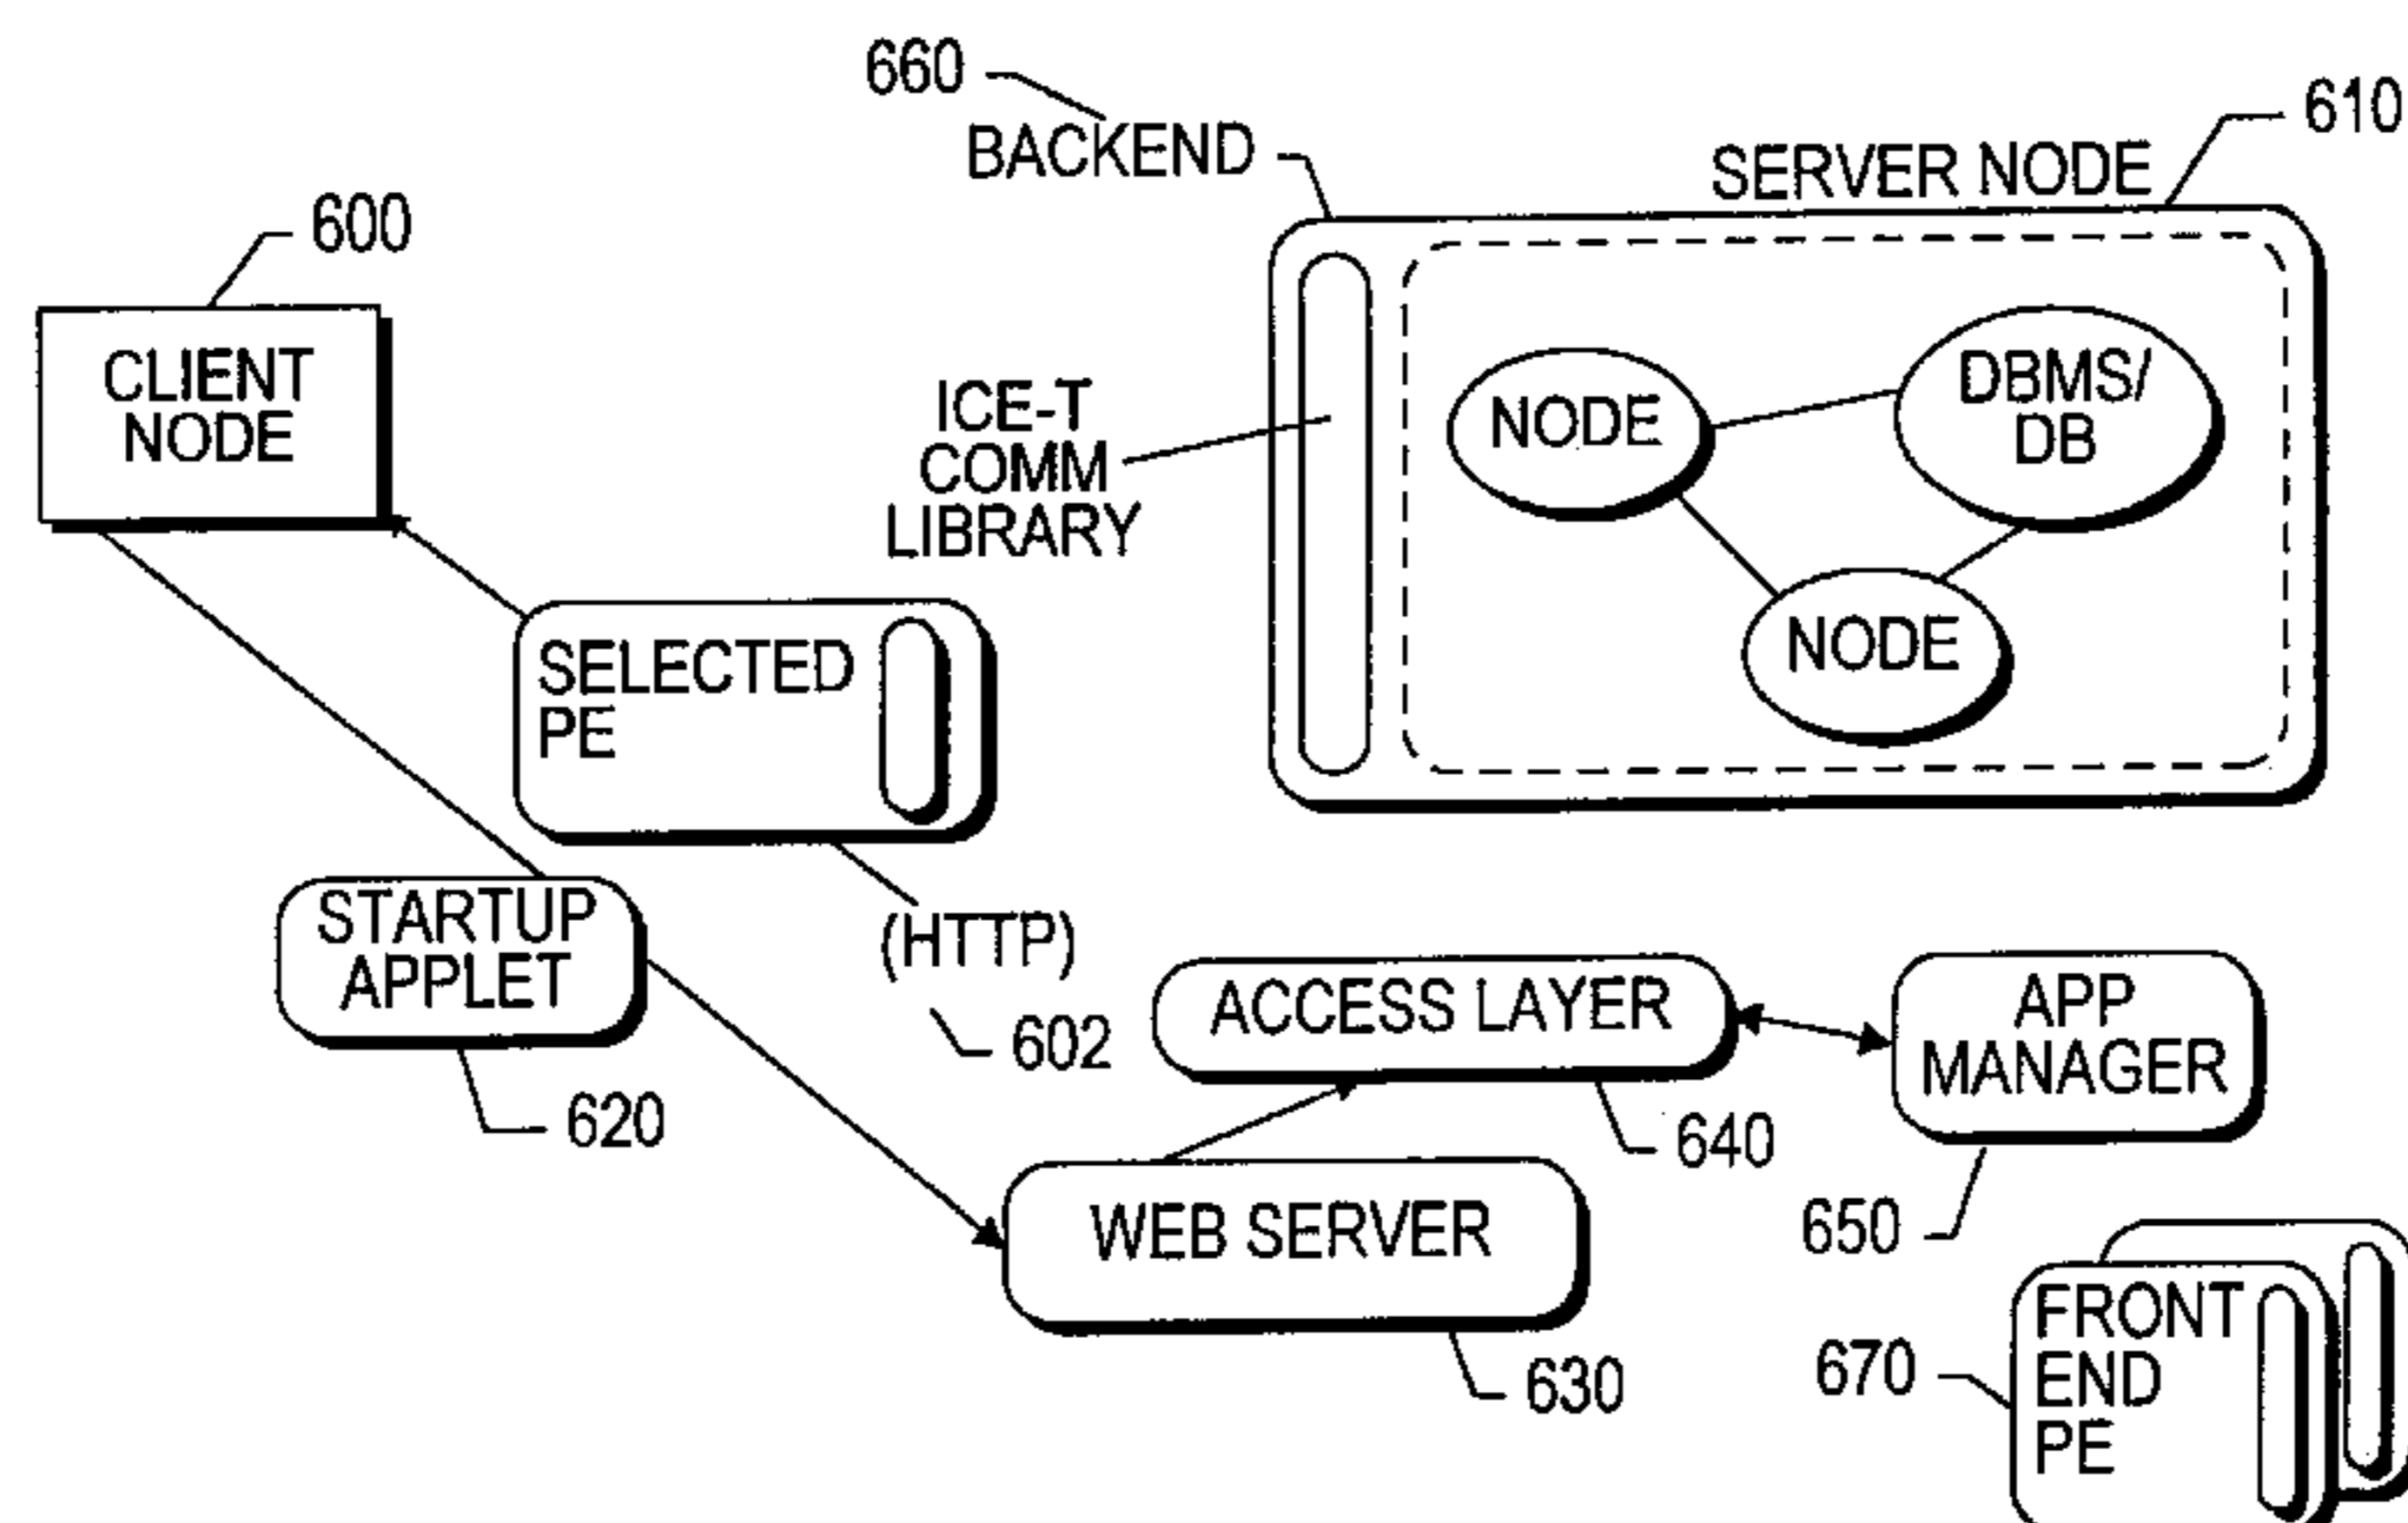 660
BACKEND
610
SERVER NODE
600
CLIENT
NODE
ICE-T
COMM
LIBRARY
NODE
DBMS/
DB
NODE
SELECTED
PE
STARTUP
APPLET
(HTTP)
602
620
ACCESS LAYER
640
APP
MANAGER
650
WEB SERVER
630
FRONT
END
PE
670